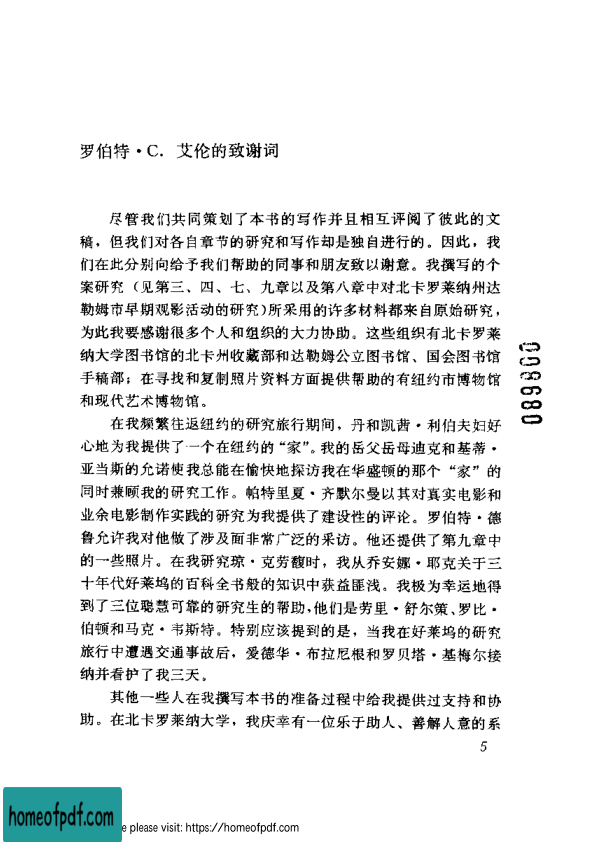 罗伯特·C. 艾伦的致谢词
尽管我们共同策划了本书的写作并且相互评阅了彼此的文
稿，但我们对各自章节的研究和写作却是独自进行的。因此，我
们在此分别向给予我们帮助的同事和朋友致以谢意。我撰写的个
案研究（见第三、四、七、九章以及第八章中对北卡罗莱纳州达
勒姆市早期观影活动的研究）所采用的许多材料都来自原始研究，
为此我要感谢很多个人和组织的大力协助。这些组织有北卡罗莱
纳大学图书馆的北卡州收藏部和达勒姆公立图书馆、国会图书馆
手稿部；在寻找和复制照片资料方面提供帮助的有纽约市博物馆
和现代艺术博物馆。
在我频繁往返纽约的研究旅行期间，丹和凯茜·利伯夫妇好
心地为我提供了一个在纽约的“家”。我的岳父岳母迪克和基蒂·
亚当斯的允诺使我总能在愉快地探访我在华盛顿的那个“家”的
同时兼顾我的研究工作。帕特里夏·齐默尔曼以其对真实电影和
业余电影制作实践的研究为我提供了建设性的评论。罗伯特·德
鲁允许我对他做了涉及面非常广泛的采访。他还提供了第九章中
的一些照片。在我研究琼·克劳馥时，我从乔安娜·耶克关于三
十年代好莱坞的百科全书般的知识中获益匪浅。我极为幸运地得
到了三位聪慧可靠的研究生的帮助，他们是劳里·舒尔策、罗比·
伯顿和马克·韦斯特。特别应该提到的是，当我在好莱坞的研究
旅行中遭遇交通事故后，爱德华·布拉尼根和罗贝塔·基梅尔接
纳并看护了我三天。
其他一些人在我撰写本书的准备过程中给我提供过支持和协
助。在北卡罗莱纳大学，我庆幸有一位乐于助人、善解人意的系
5
homeofpdf.com
please visit: https://homeofpdf.com